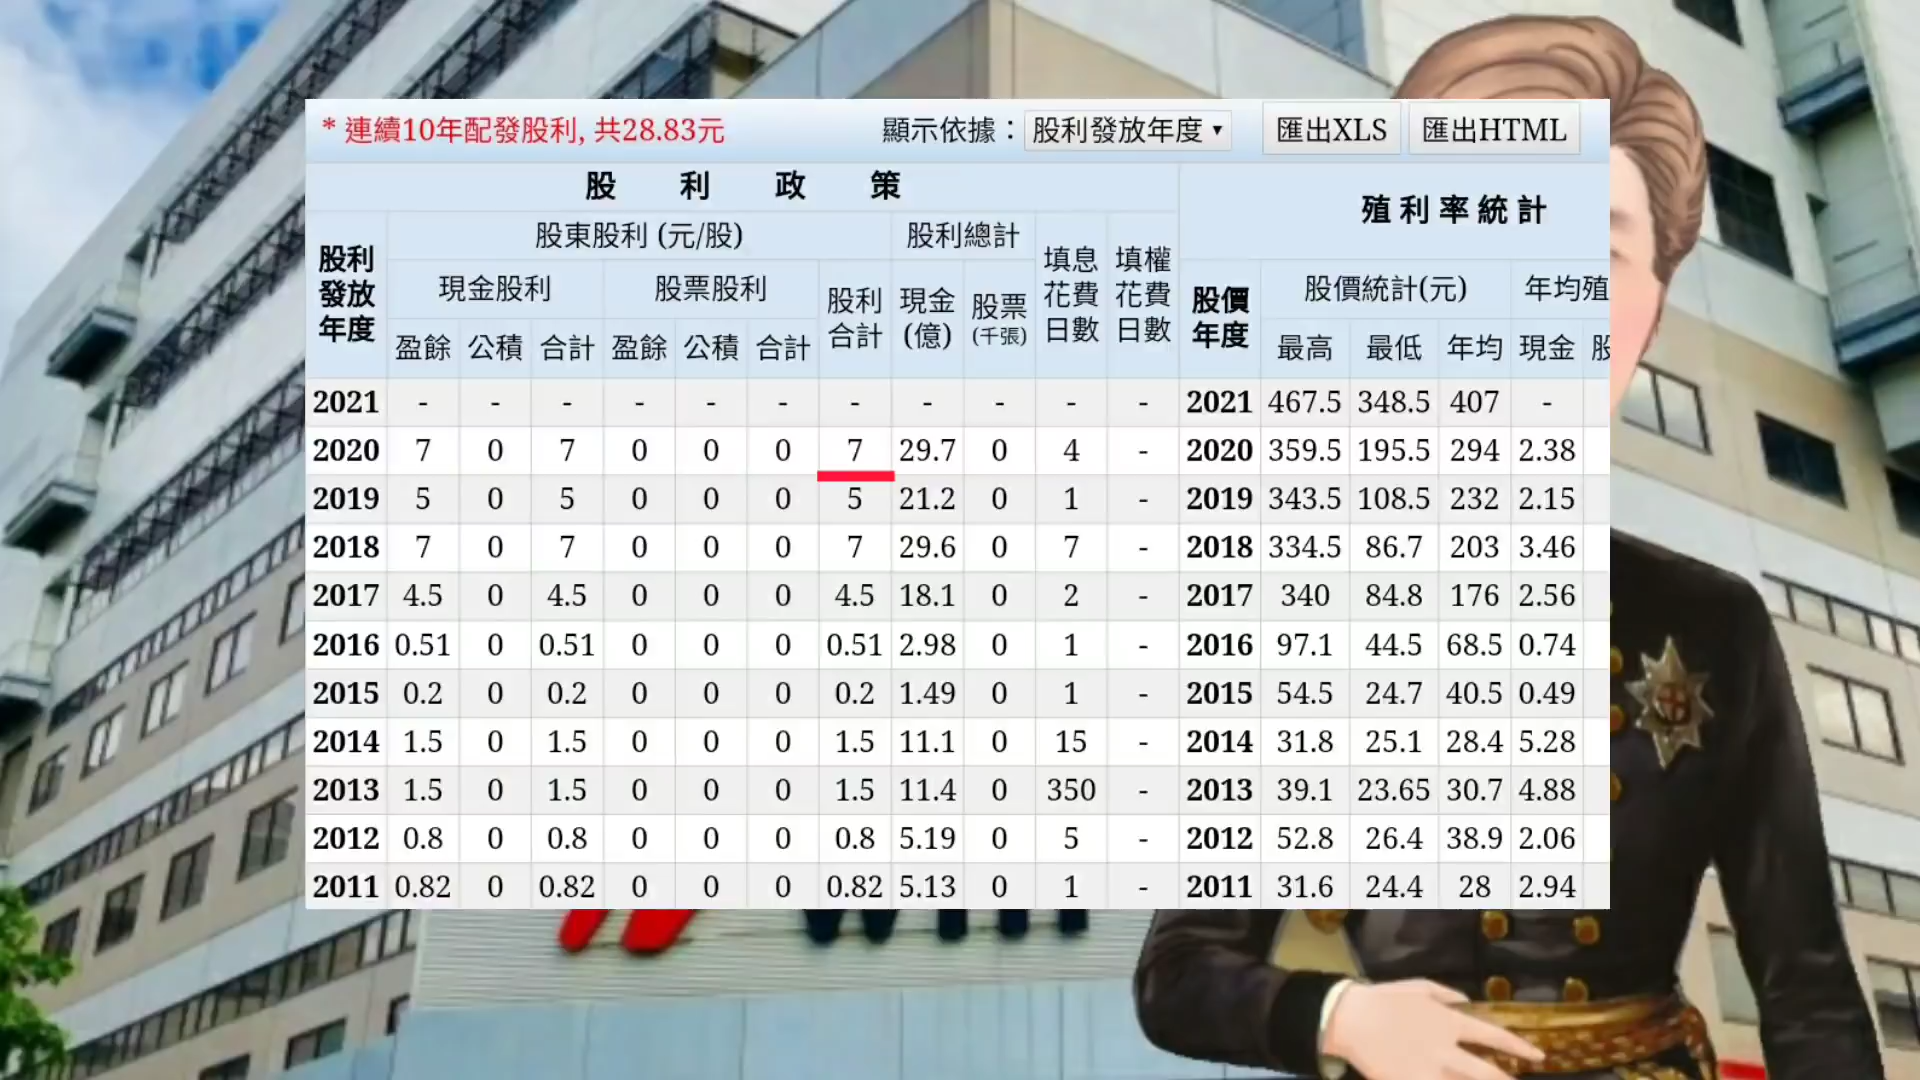 * 連續10年配發股利, 共28.83元 顯示依據： 股利發放年度 ▾ 匯出XLS 匯出HTML
股 利 政 策 殖利率統計
股利發放年度 股東股利 (元/股) 股利總計 填息花費日數 填權花費日數 股價年度 股價統計(元) 年均殖
現金股利 股票股利 股利合計 現金(億) 股票(千張)
盈餘 公積 合計 盈餘 公積 合計 最高 最低 年均 現金
2021 - - - - - - - - - - - 2021 467.5 348.5 407 -
2020 7 0 7 0 0 0 7 29.7 0 4 - 2020 359.5 195.5 294 2.38
2019 5 0 5 0 0 0 5 21.2 0 1 - 2019 343.5 108.5 232 2.15
2018 7 0 7 0 0 0 7 29.6 0 7 - 2018 334.5 86.7 203 3.46
2017 4.5 0 4.5 0 0 0 4.5 18.1 0 2 - 2017 340 84.8 176 2.56
2016 0.51 0 0.51 0 0 0 0.51 2.98 0 1 - 2016 97.1 44.5 68.5 0.74
2015 0.2 0 0.2 0 0 0 0.2 1.49 0 1 - 2015 54.5 24.7 40.5 0.49
2014 1.5 0 1.5 0 0 0 1.5 11.1 0 15 - 2014 31.8 25.1 28.4 5.28
2013 1.5 0 1.5 0 0 0 1.5 11.4 0 350 - 2013 39.1 23.65 30.7 4.88
2012 0.8 0 0.8 0 0 0 0.8 5.19 0 5 - 2012 52.8 26.4 38.9 2.06
2011 0.82 0 0.82 0 0 0 0.82 5.13 0 1 - 2011 31.6 24.4 28 2.94